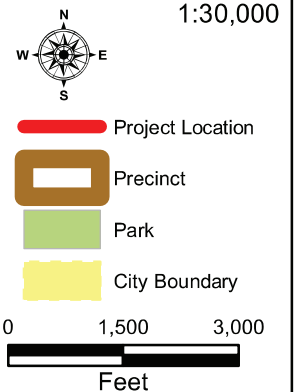 1:30,000
N
W E
S
Project Location
Precinct
Park
City Boundary
0 1,500 3,000
Feet